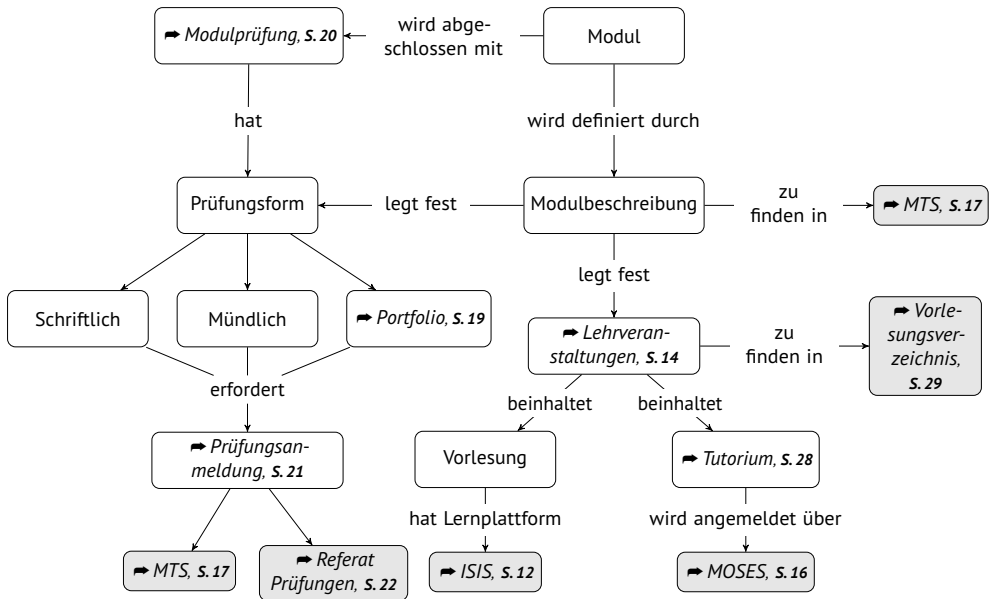 ➦ Modulprüfung, S. 20
wird abge-
schlossen mit
Modul
hat
wird definiert durch
Prüfungsform
legt fest
Modulbeschreibung
zu
finden in
➦ MTS, S. 17
legt fest
Schriftlich
Mündlich
➦ Portfolio, S. 19
➦ Lehrveran-
staltungen, S. 14
zu
finden in
➦ Vorle-
sungsver-
zeichnis,
S. 29
erfordert
beinhaltet
beinhaltet
➦ Prüfungsan-
meldung, S. 21
Vorlesung
➦ Tutorium, S. 28
hat Lernplattform
wird angemeldet über
➦ MTS, S. 17
➦ Referat
Prüfungen, S. 22
➦ ISIS, S. 12
➦ MOSES, S. 16